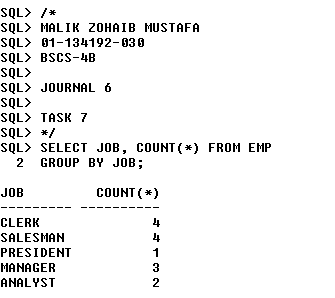 SQL> /*
SQL> MALIK ZOHAIB MUSTAFA
SQL> 01-134192-030
SQL> BSCS-4B
SQL>
SQL> JOURNAL 6
SQL>
SQL> TASK 7
SQL> */
SQL> SELECT JOB, COUNT(*) FROM EMP
  2  GROUP BY JOB;

JOB         COUNT(*)
--------- ----------
CLERK              4
SALESMAN           4
PRESIDENT          1
MANAGER            3
ANALYST            2